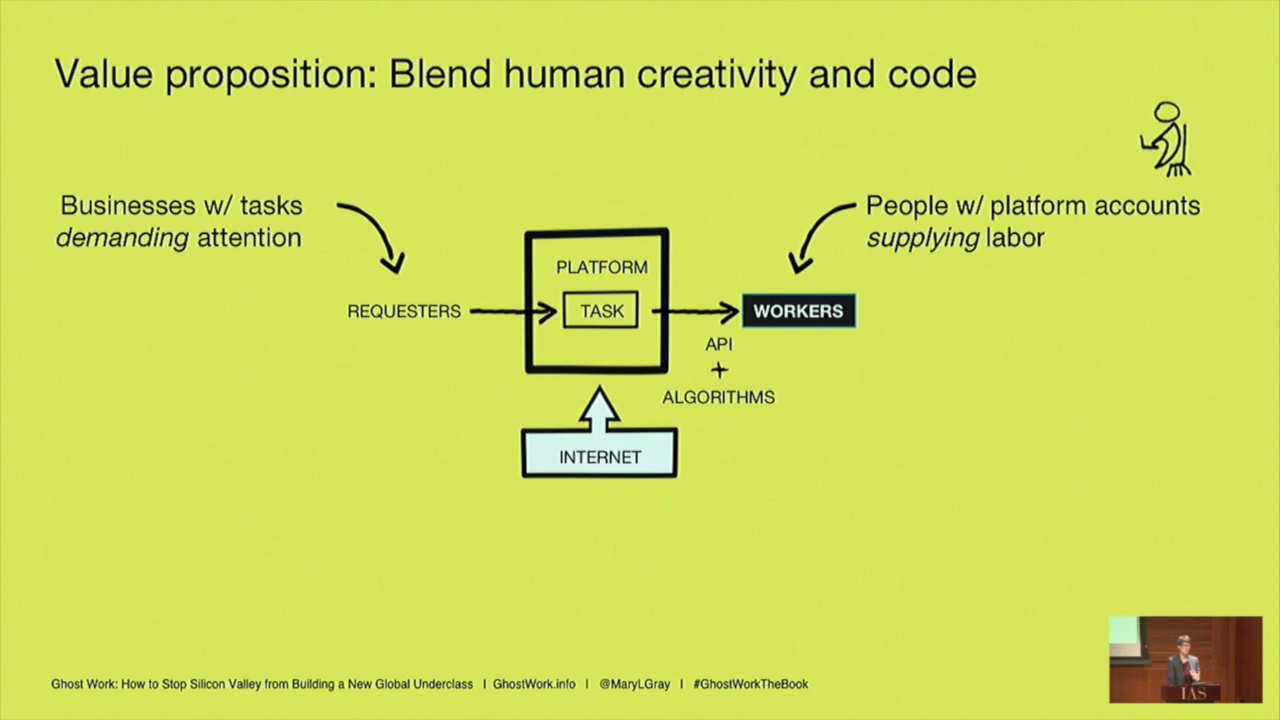 Value proposition: Blend human creativity and code
Businesses w/ tasks
demanding attention
People w/ platform accounts
supplying labor
PLATFORM
REQUESTERS
TASK
WORKERS
API
+
ALGORITHMS
INTERNET
Ghost Work: How to Stop Silicon Valley from Building a New Global Underclass I GhostWork.info I @MaryLGray I #GhostWorkTheBook
IAS